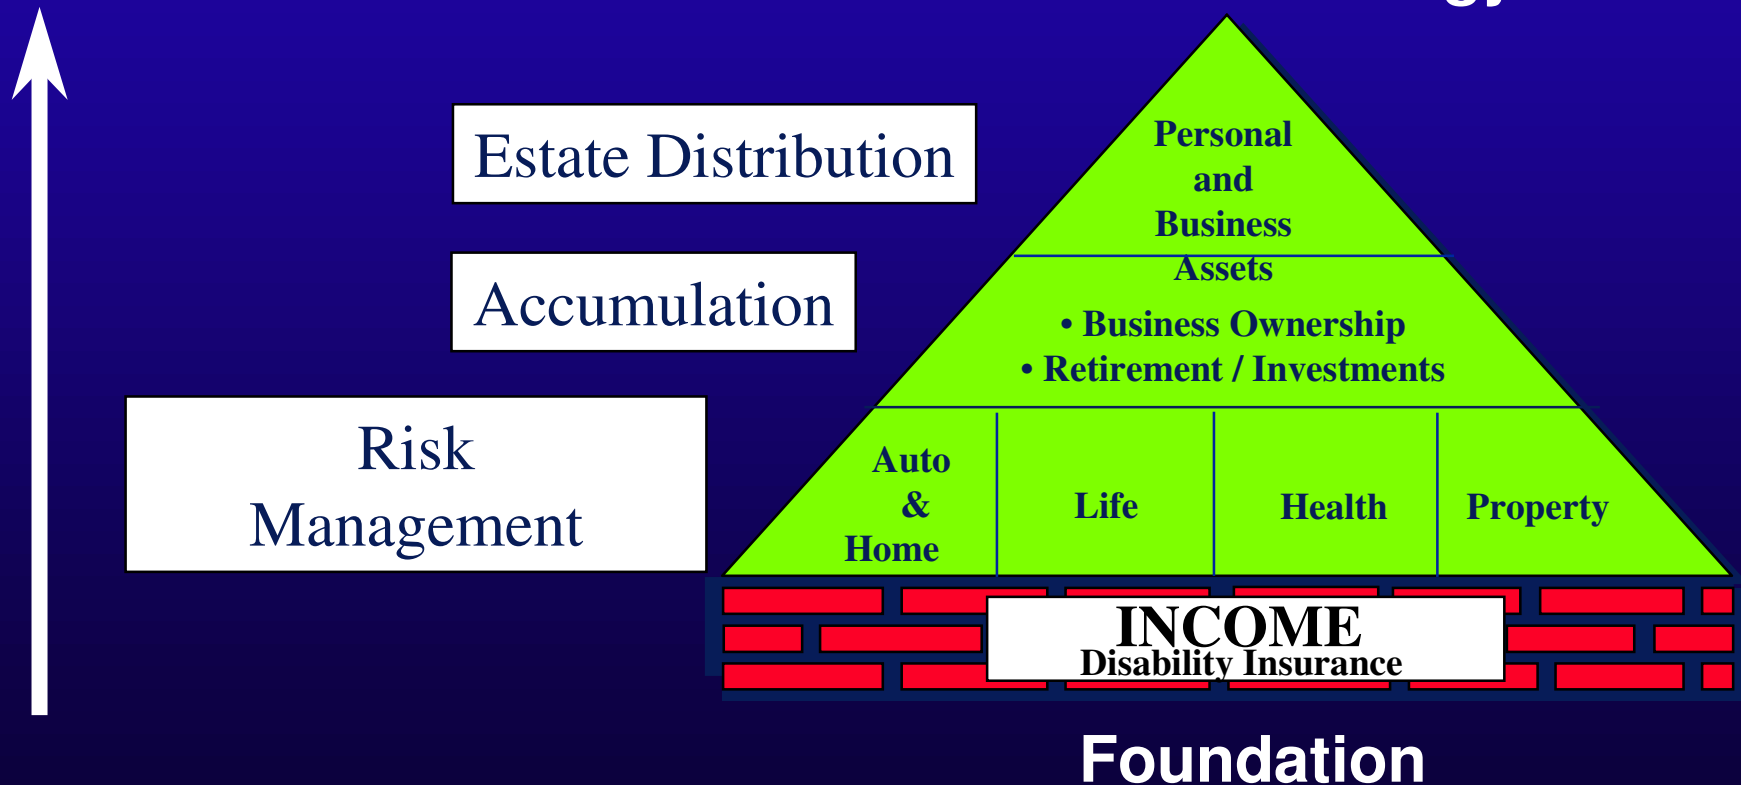 Estate Distribution
Personal
and
Business
Assets
Accumulation
• Business Ownership
• Retirement / Investments
Risk
Management
Auto
&
Home
Life
Health
Property
INCOME
Disability Insurance
Foundation